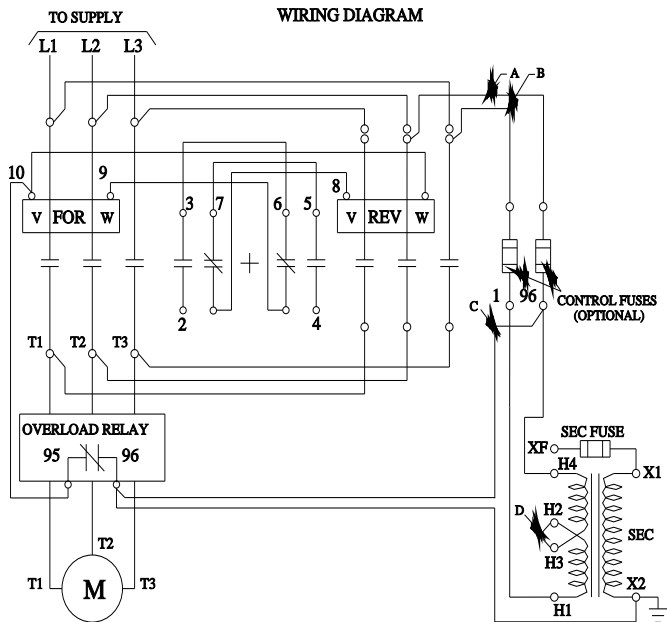 WIRING DIAGRAM
TO SUPPLY
L1 L2 L3
A B
10 9 3 7 6 5 8
V FOR W
V REV W
2 4
1 96
CONTROL FUSES
(OPTIONAL)
C
T1 T2 T3
OVERLOAD RELAY
95 96
SEC FUSE
XF
H4 X1
H2
D
SEC
H3
T2
T1 M T3
X2
H1